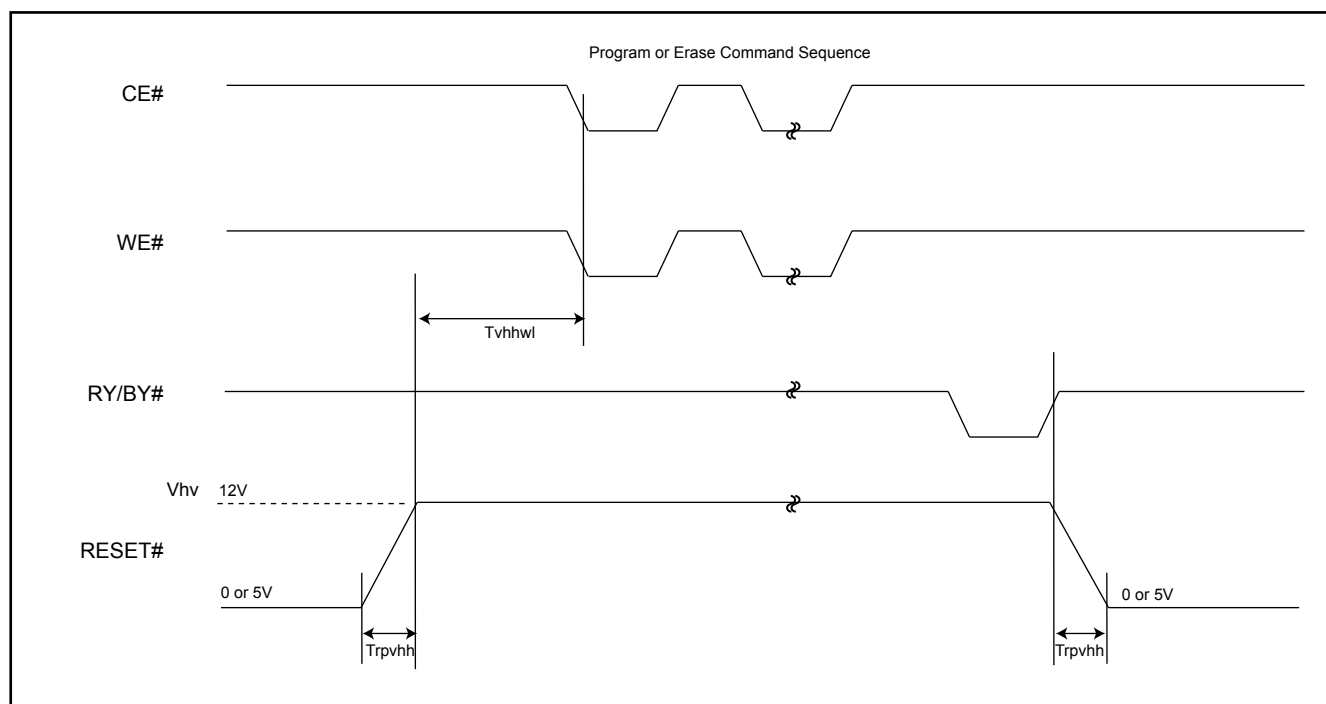 Program or Erase Command Sequence
CE#
WE#
Tvhhwl
RY/BY#
Vhv 12V
RESET#
0 or 5V
0 or 5V
Trpvhh
Trpvhh